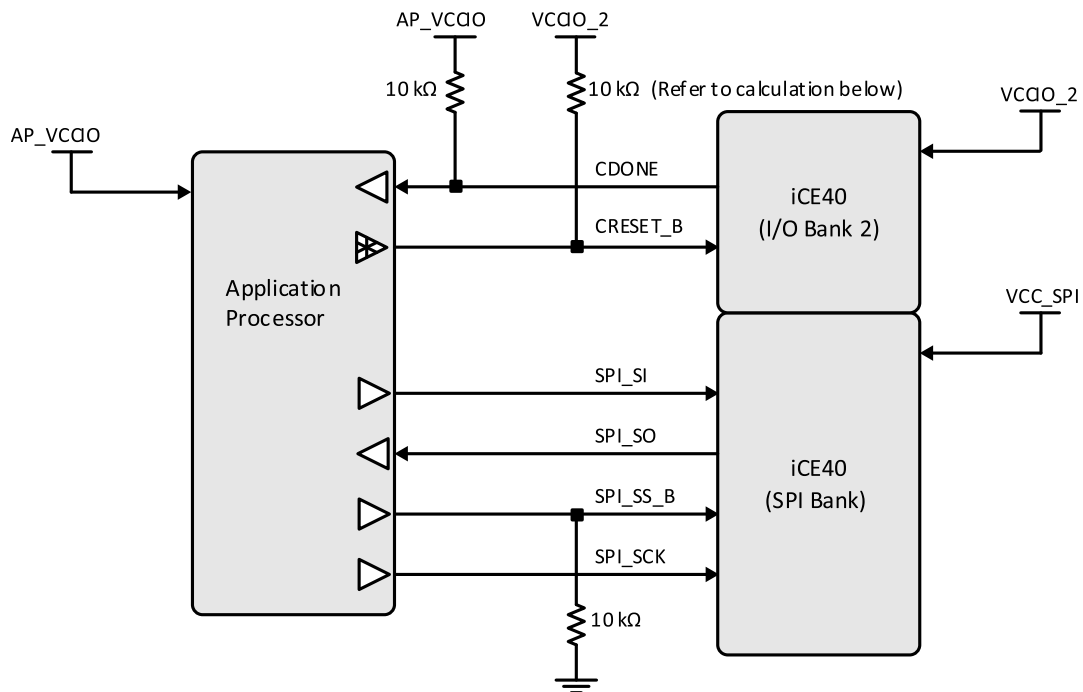 AP_VCCIO
VCCIO_2
10 kΩ
10 kΩ (Refer to calculation below)
VCCIO_2
AP_VCCIO
CDONE
iCE40
(I/O Bank 2)
CRESET_B
Application
Processor
VCC_SPI
SPI_SI
SPI_SO
iCE40
(SPI Bank)
SPI_SS_B
SPI_SCK
10 kΩ